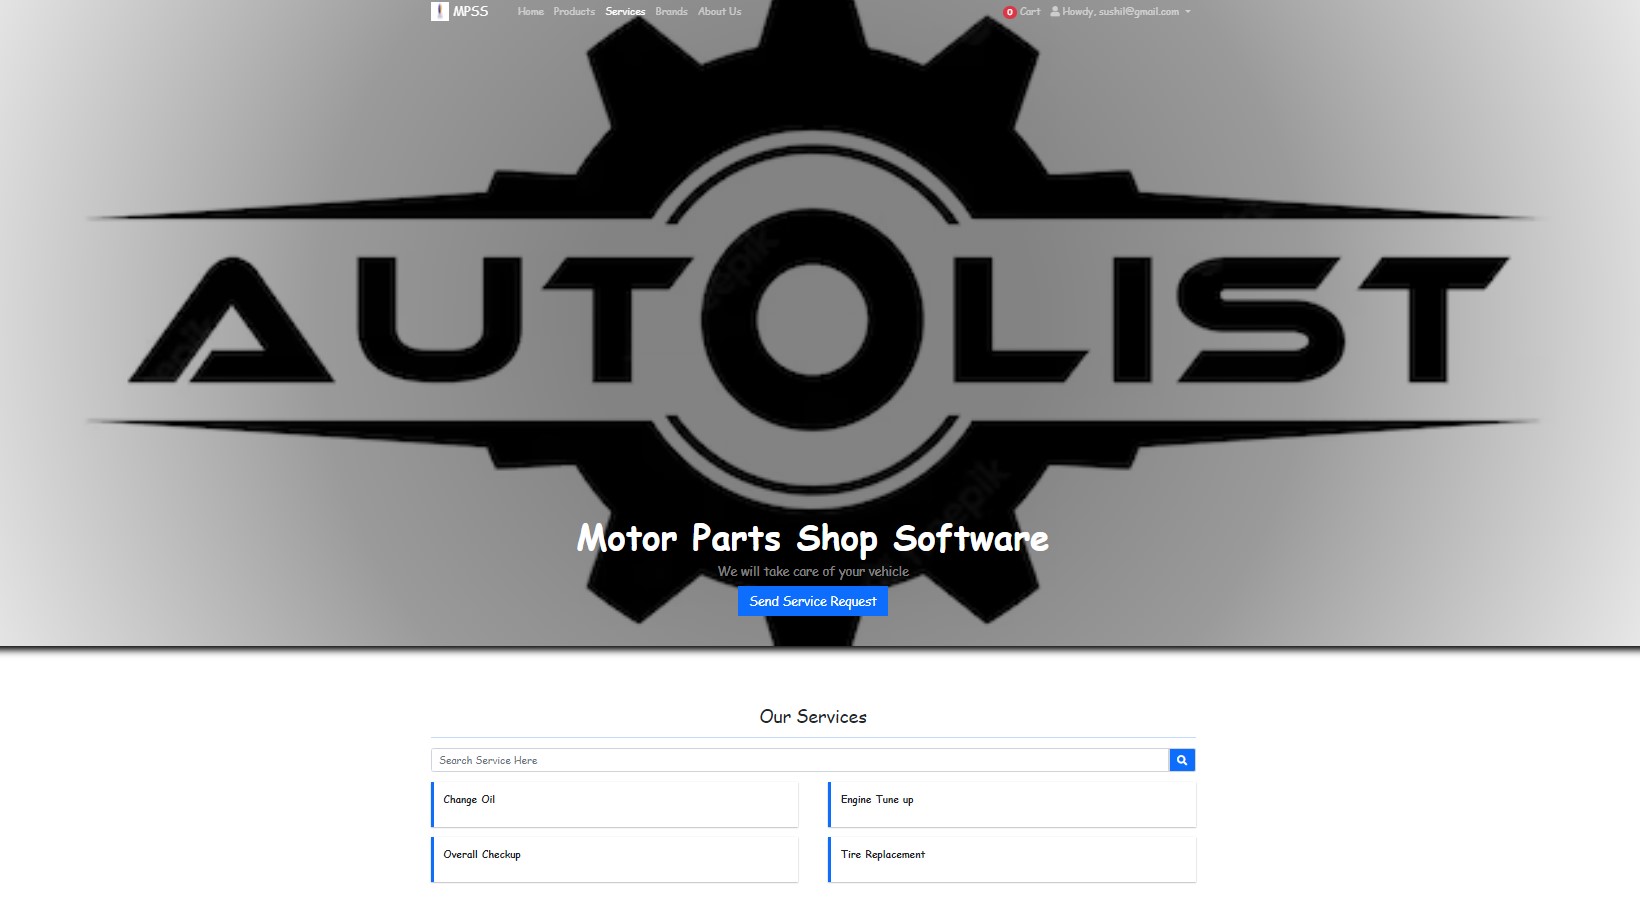 MPSS Home Products Services Brands About Us 0 Cart Howdy, sushil@gmail.com
AUTOLIST
Motor Parts Shop Software
We will take care of your vehicle
Send Service Request
Our Services
Search Service Here
Change Oil
Engine Tune up
Overall Checkup
Tire Replacement